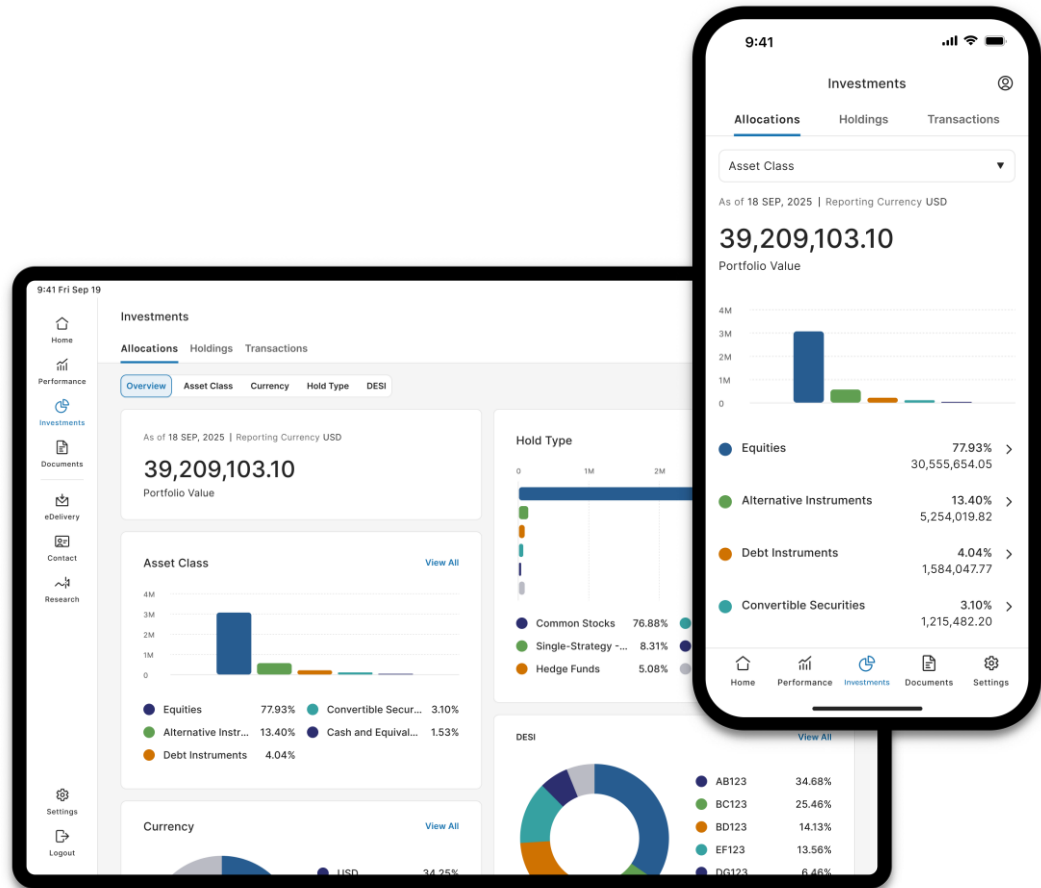 9:41
Investments
Allocations Holdings Transactions
Asset Class
As of 18 SEP, 2025 | Reporting Currency USD
39,209,103.10
Portfolio Value
4M
3M
2M
1M
0
Equities 77.93%
30,555,654.05
Alternative Instruments 13.40%
5,254,019.82
Debt Instruments 4.04%
1,584,047.77
Convertible Securities 3.10%
1,215,482.20
Home Performance Investments Documents Settings
9:41 Fri Sep 19
Home
Performance
Investments
Documents
eDelivery
Contact
Research
Settings
Logout
Investments
Allocations Holdings Transactions
Overview Asset Class Currency Hold Type DESI
As of 18 SEP, 2025 | Reporting Currency USD
39,209,103.10
Portfolio Value
Asset Class View All
4M
3M
2M
1M
0
Equities 77.93% Convertible Secur... 3.10%
Alternative Instr... 13.40% Cash and Equival... 1.53%
Debt Instruments 4.04%
Currency View All
USD 34.25%
Hold Type
0 1M 2M
Common Stocks 76.88%
Single-Strategy -... 8.31%
Hedge Funds 5.08%
DESI View All
AB123 34.68%
BC123 25.46%
BD123 14.13%
EF123 13.56%
DG123 6.46%